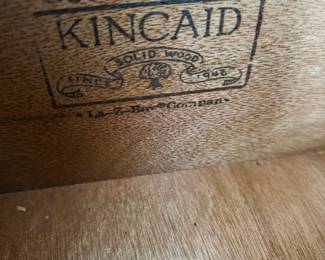 KINCAID
SOLID WOOD
SINCE 1946
La-Z-Boy® Company